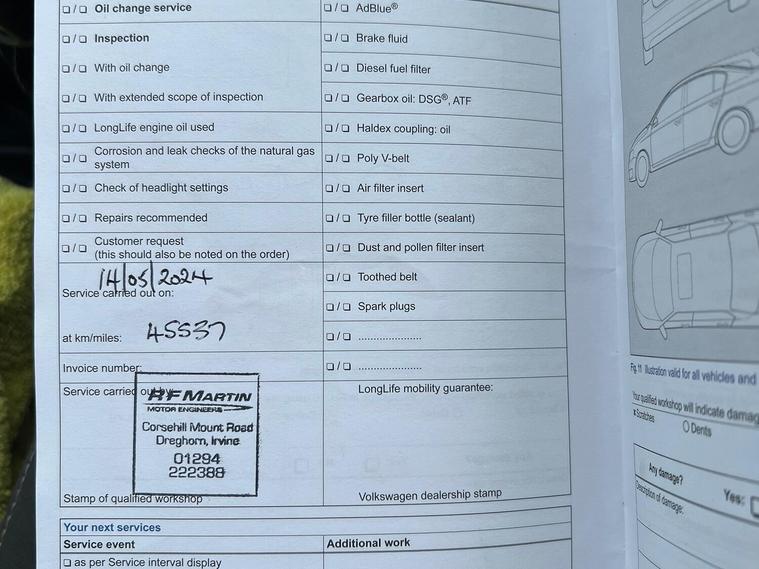 ❑ / ❑ Oil change service
❑ / ❑ AdBlue®
❑ / ❑ Inspection
❑ / ❑ Brake fluid
❑ / ❑ With oil change
❑ / ❑ Diesel fuel filter
❑ / ❑ With extended scope of inspection
❑ / ❑ Gearbox oil: DSG®, ATF
❑ / ❑ LongLife engine oil used
❑ / ❑ Haldex coupling: oil
❑ / ❑ Corrosion and leak checks of the natural gas
system
❑ / ❑ Poly V-belt
❑ / ❑ Check of headlight settings
❑ / ❑ Air filter insert
❑ / ❑ Repairs recommended
❑ / ❑ Tyre filler bottle (sealant)
❑ / ❑ Customer request
(this should also be noted on the order)
❑ / ❑ Dust and pollen filter insert
14/05/2024
Service carried out on:
❑ / ❑ Toothed belt
❑ / ❑ Spark plugs
at km/miles: 45537
❑ / ❑ .....................
Invoice number:
❑ / ❑ .....................
Service carried out by:
RF MARTIN
MOTOR ENGINEERS
Corsehill Mount Road
Dreghorn, Irvine
01294
222388
Stamp of qualified workshop
LongLife mobility guarantee:
Volkswagen dealership stamp
Your next services
Service event
Additional work
❑ as per Service interval display
Fig. 11 Illustration valid for all vehicles and
Your qualified workshop will indicate damag
x Scratches
O Dents
Any damage?
Yes: ❑
Description of damage: